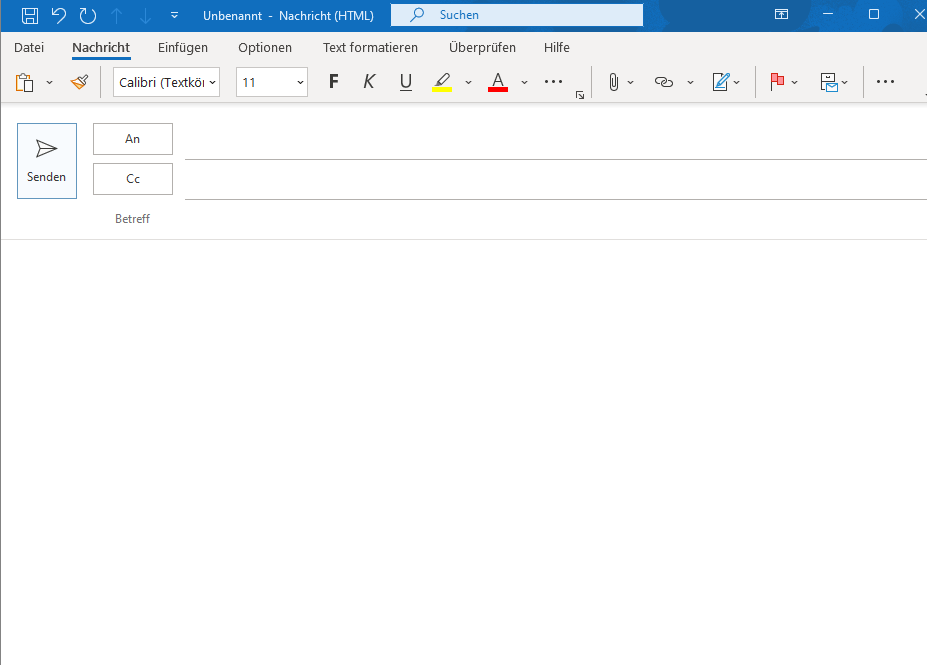 Unbenannt - Nachricht (HTML) Suchen
Datei Nachricht Einfügen Optionen Text formatieren Überprüfen Hilfe
Calibri (Textkör 11 F K U A
Senden
An
Cc
Betreff